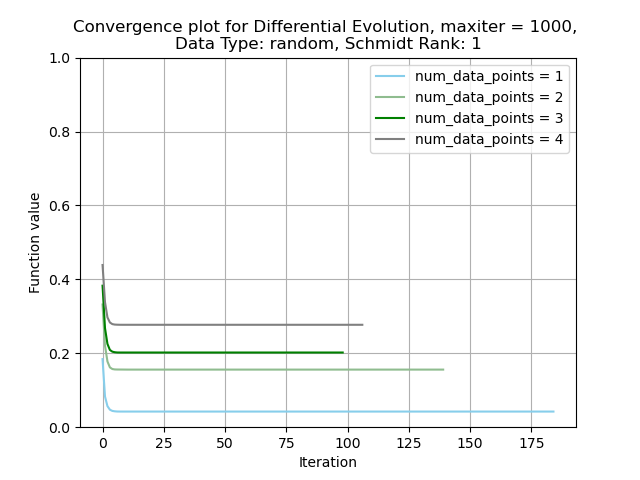 Convergence plot for Differential Evolution, maxiter = 1000,
Data Type: random, Schmidt Rank: 1
1.0
0.8
0.6
0.4
0.2
0.0
Function value
num_data_points = 1
num_data_points = 2
num_data_points = 3
num_data_points = 4
0 25 50 75 100 125 150 175
Iteration